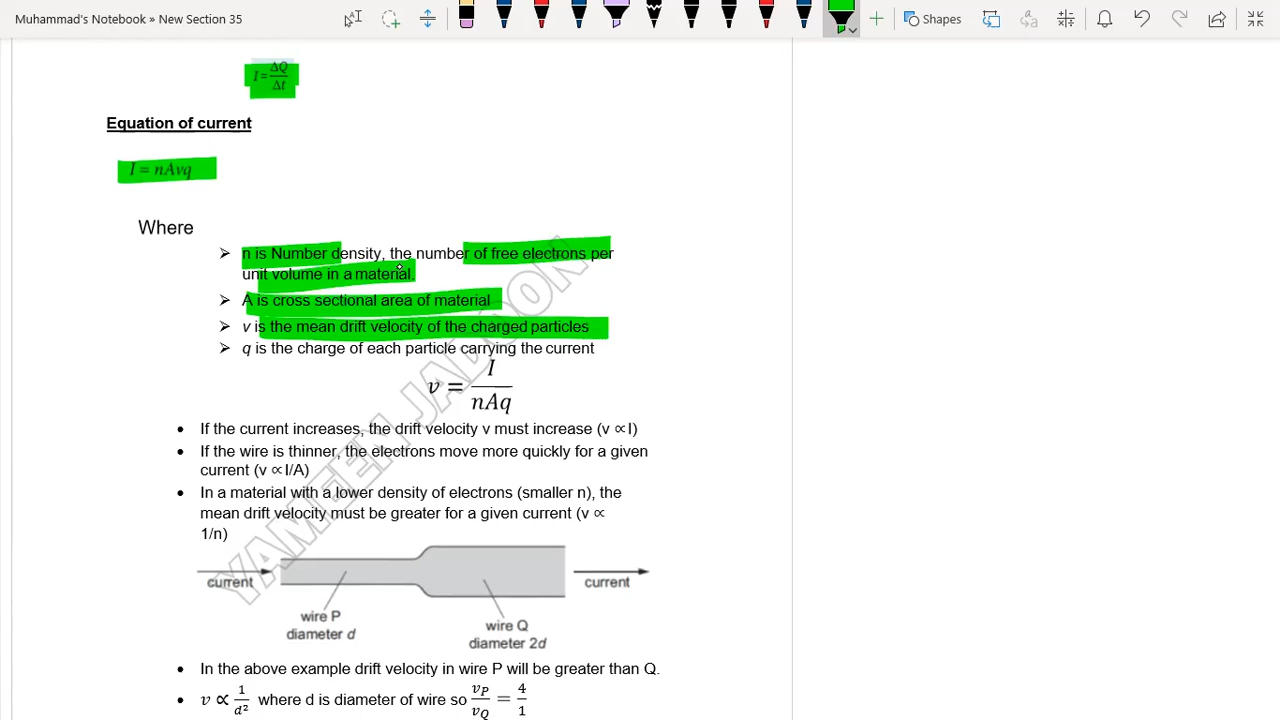 Muhammad's Notebook » New Section 35
Shapes
I = ΔQ/Δt
Equation of current
I = nAvq
Where
➢ n is Number density, the number of free electrons per
unit volume in a material.
➢ A is cross sectional area of material
➢ v is the mean drift velocity of the charged particles
➢ q is the charge of each particle carrying the current
v = I/nAq
• If the current increases, the drift velocity v must increase (v ∝I)
• If the wire is thinner, the electrons move more quickly for a given
current (v ∝I/A)
• In a material with a lower density of electrons (smaller n), the
mean drift velocity must be greater for a given current (v ∝
1/n)
current
current
wire P
diameter d
wire Q
diameter 2d
• In the above example drift velocity in wire P will be greater than Q.
• v ∝ 1/d² where d is diameter of wire so vP/vQ = 4/1
YAMEEN JADOON